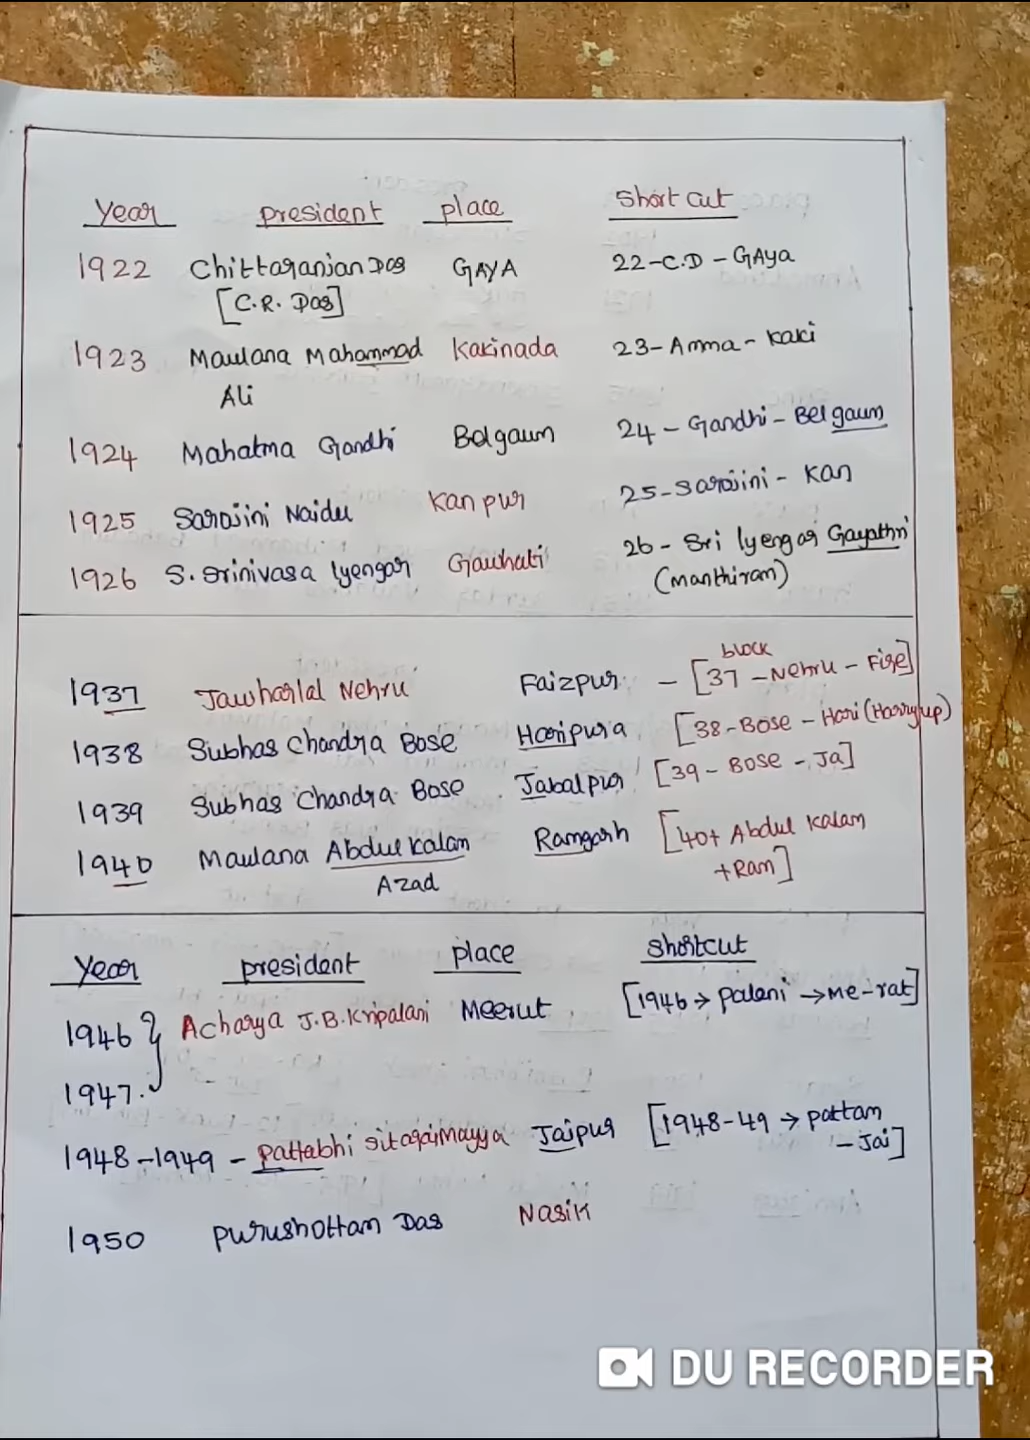 Year president place Short cut
1922 Chittaranjan Das GAYA 22-C.D - GAya
[C.R. Das]
1923 Maulana Mahammad Kakinada 23-Amma-kaki
Ali
1924 Mahatma Gandhi Belgaum 24 - Gandhi - Belgaum
1925 Sarojini Naidu Kanpur 25-Sarojini - Kan
1926 S. Srinivasa Iyengar Gauhati 26 - Sri Iyengar Gayathri
(manthiram)
block
1937 Jawharlal Nehru Faizpur - [37 -Nehru - Fise]
1938 Subhas Chandra Bose Haripura [38-Bose - Hari (Harryup)
1939 Subhas Chandra Bose Jabalpur [39 - Bose - Ja]
1940 Maulana Abdul kalam Ramgarh [40+ Abdul Kalam
Azad +Ram]
Year president place shortcut
1946 } Acharya J.B.Kripalani Meerut [1946 → palani → Me-rat]
1947.
1948-1949 - pattabhi sitaraimayya Jaipur [1948-49 → pattam
- Jai]
1950 purushottam Das Nasik
DU RECORDER